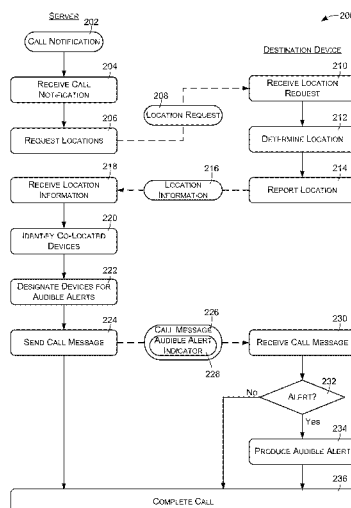 SERVER
200
202
CALL NOTIFICATION
DESTINATION DEVICE
204
RECEIVE CALL
NOTIFICATION
208
LOCATION REQUEST
210
RECEIVE LOCATION
REQUEST
206
REQUEST LOCATIONS
212
DETERMINE LOCATION
218
RECEIVE LOCATION
INFORMATION
216
LOCATION
INFORMATION
214
REPORT LOCATION
220
IDENTIFY CO-LOCATED
DEVICES
222
DESIGNATE DEVICES FOR
AUDIBLE ALERTS
224
SEND CALL MESSAGE
226
CALL MESSAGE
AUDIBLE ALERT
INDICATOR
228
230
RECEIVE CALL MESSAGE
232
ALERT?
No
Yes
234
PRODUCE AUDIBLE ALERT
236
COMPLETE CALL